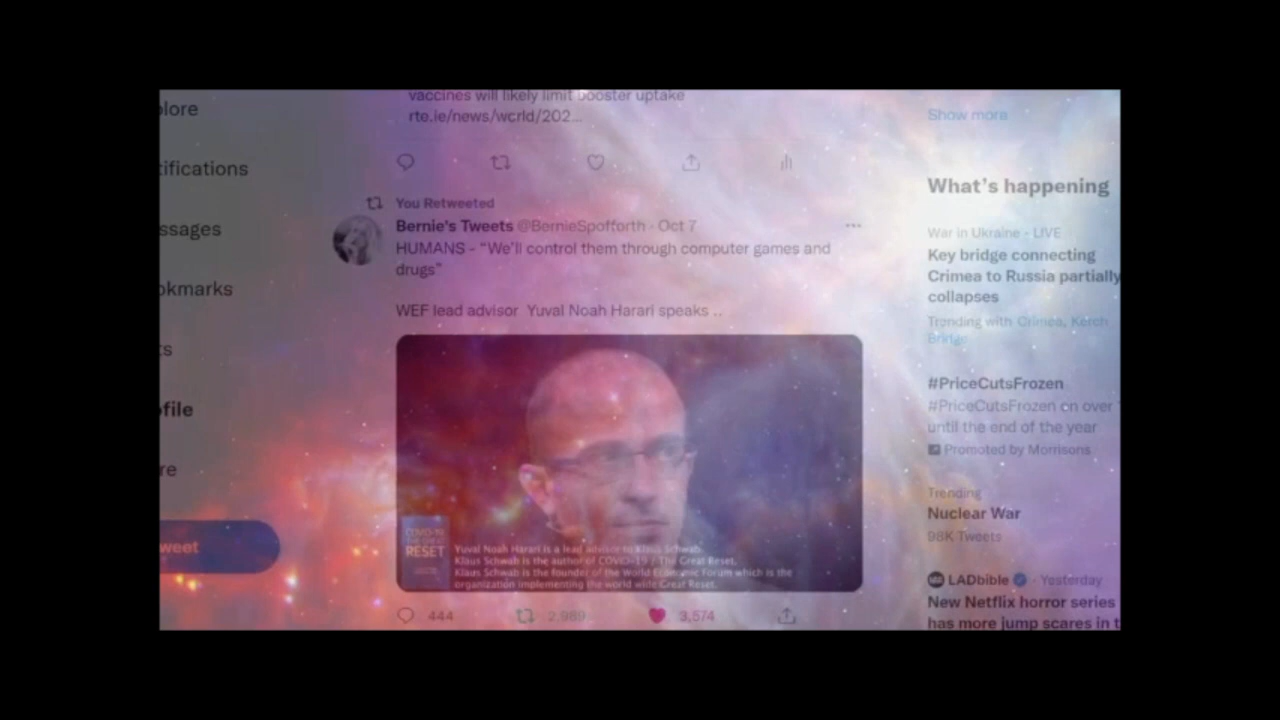 vaccines will likely limit booster uptake
rte.ie/news/world/202...
You Retweeted
Bernie's Tweets @BernieSpofforth · Oct 7
HUMANS - “We’ll control them through computer games and
drugs”
WEF lead advisor Yuval Noah Harari speaks ..
COVID-19:
THE GREAT
RESET
Yuval Noah Harari is a lead advisor to Klaus Schwab.
Klaus Schwab is the author of COVID-19 / The Great Reset.
Klaus Schwab is the founder of the World Economic Forum which is the
organization implementing the world wide Great Reset.
444
2,989
3,574
plore
tifications
ssages
okmarks
ts
ofile
re
weet
Show more
What’s happening
War in Ukraine - LIVE
Key bridge connecting
Crimea to Russia partially
collapses
Trending with Crimea, Kerch
Bridge
#PriceCutsFrozen
#PriceCutsFrozen on over
until the end of the year
Promoted by Morrisons
Trending
Nuclear War
98K Tweets
LADbible · Yesterday
New Netflix horror series
has more jump scares in t